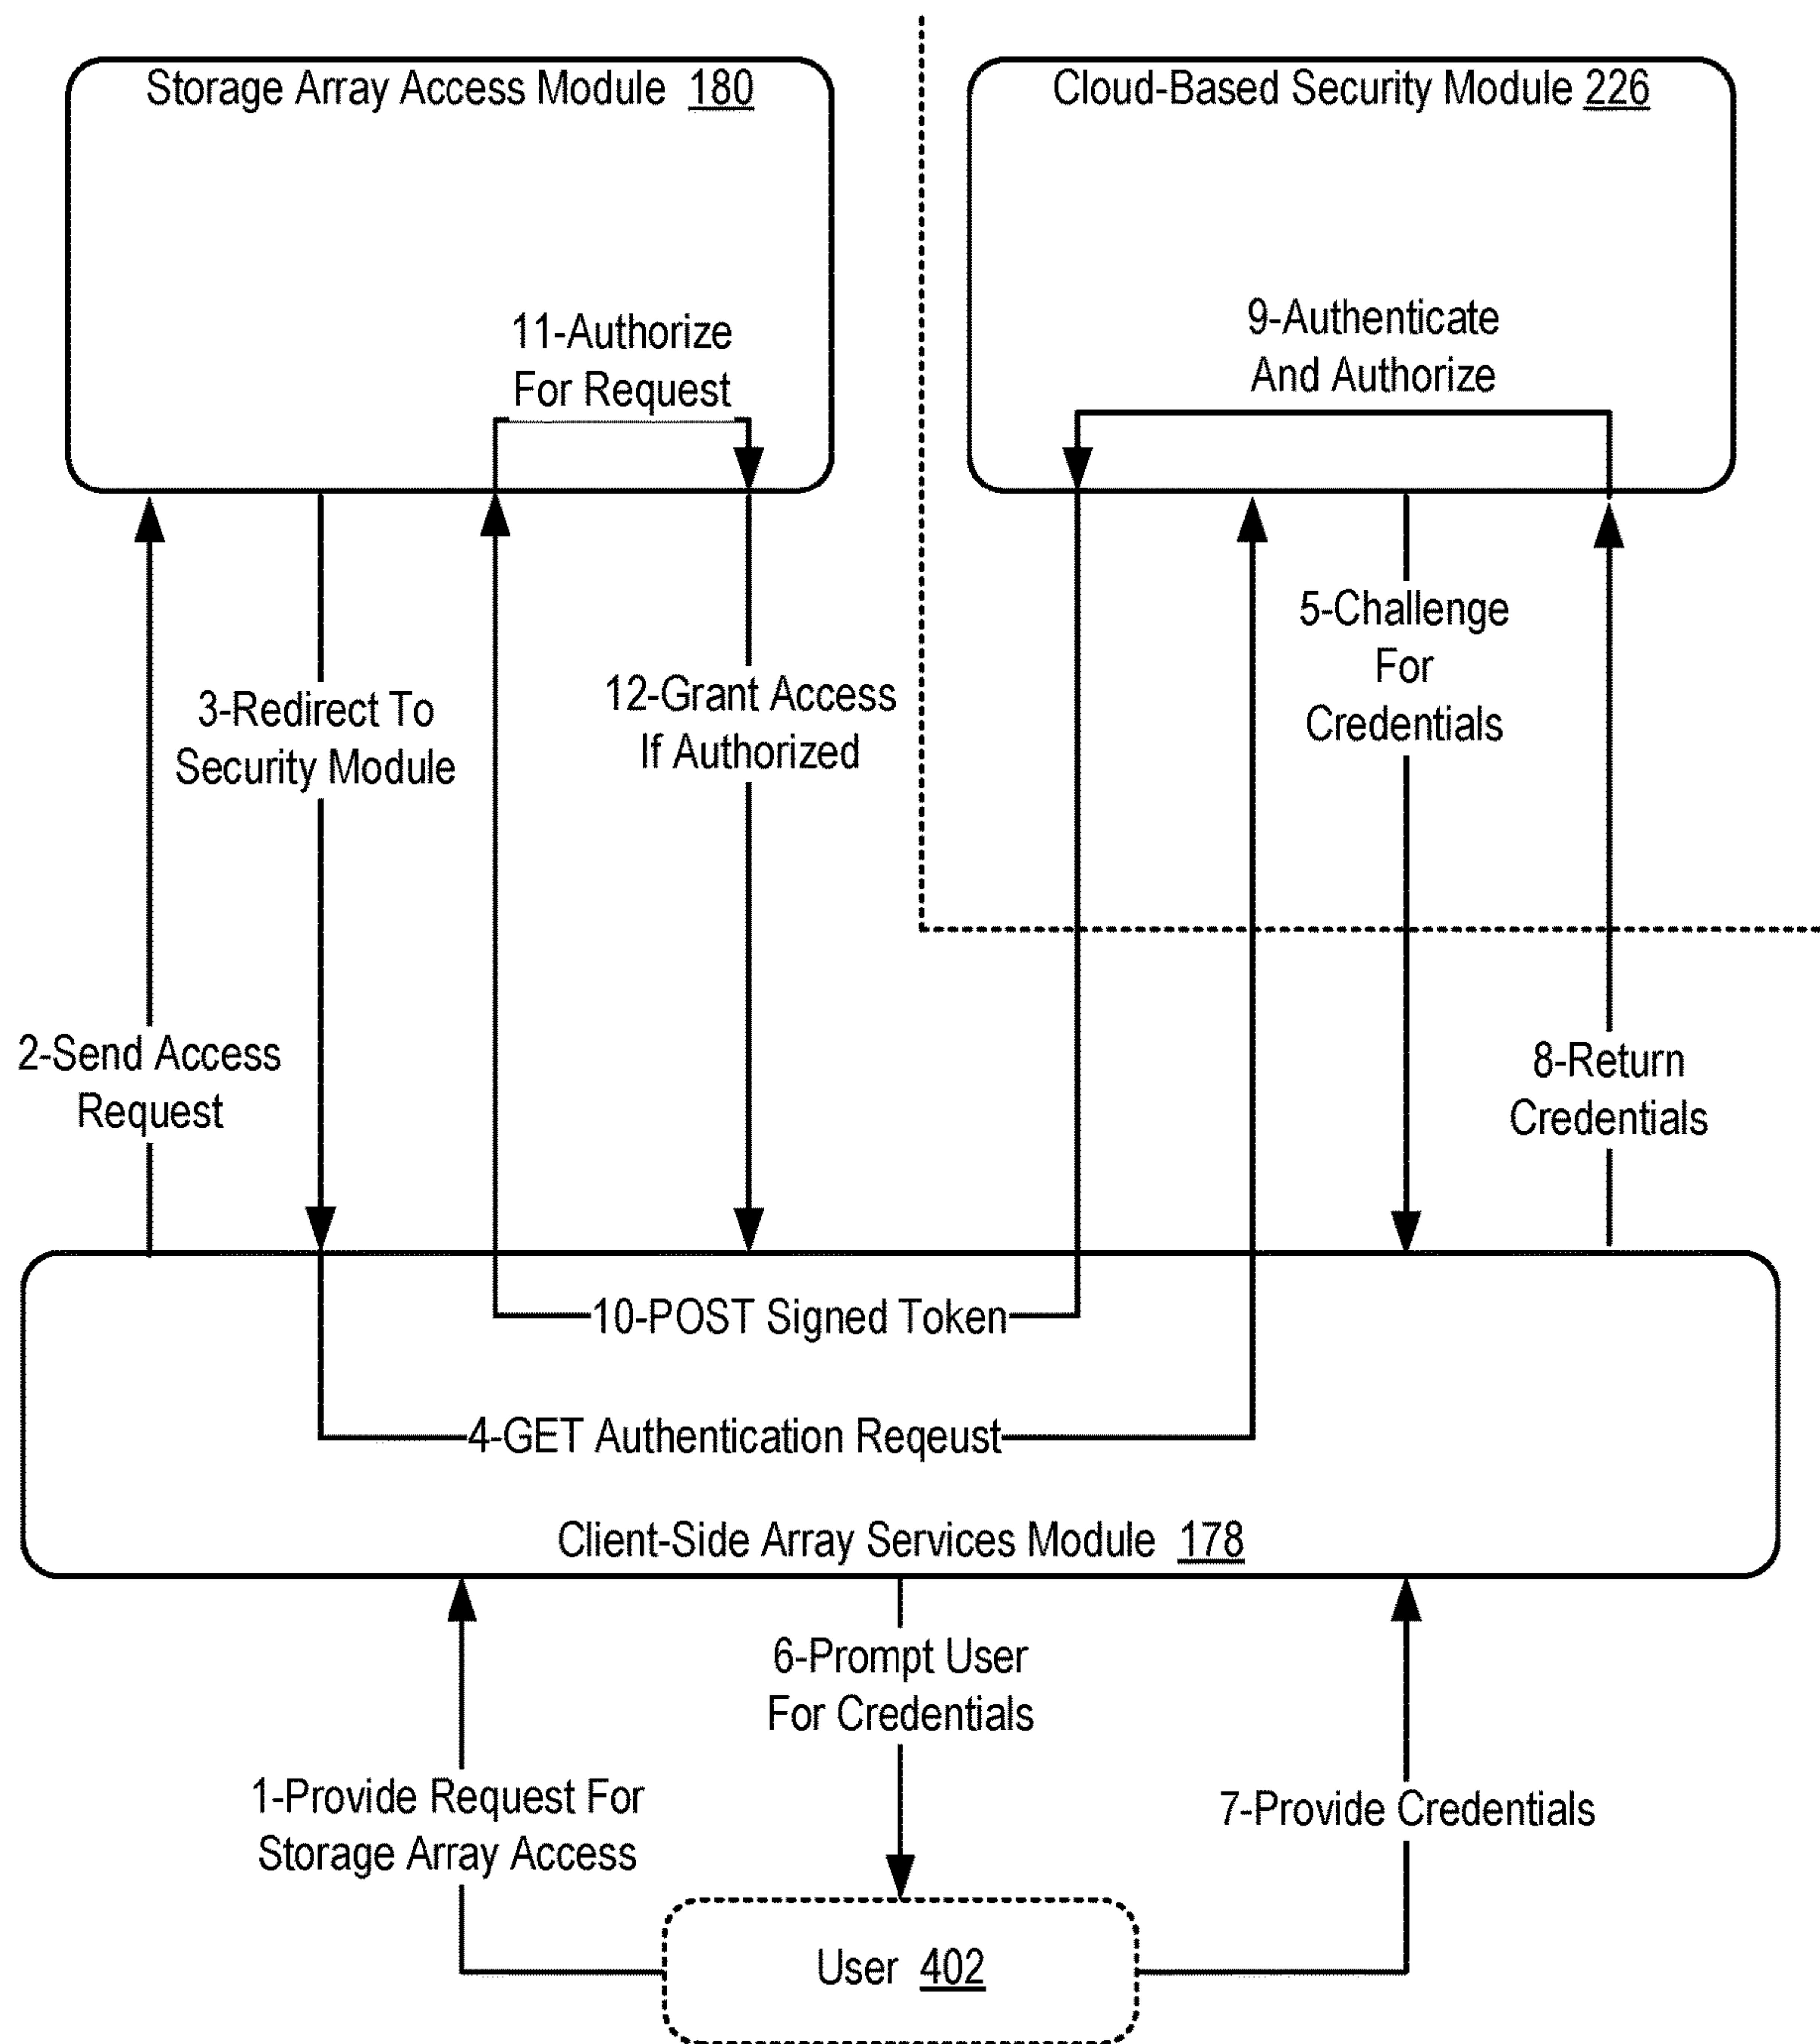 Storage Array Access Module 180
Cloud-Based Security Module 226
11-Authorize
For Request
9-Authenticate
And Authorize
5-Challenge
For
Credentials
3-Redirect To
Security Module
12-Grant Access
If Authorized
2-Send Access
Request
8-Return
Credentials
10-POST Signed Token
4-GET Authentication Reqeust
Client-Side Array Services Module 178
6-Prompt User
For Credentials
1-Provide Request For
Storage Array Access
7-Provide Credentials
User 402